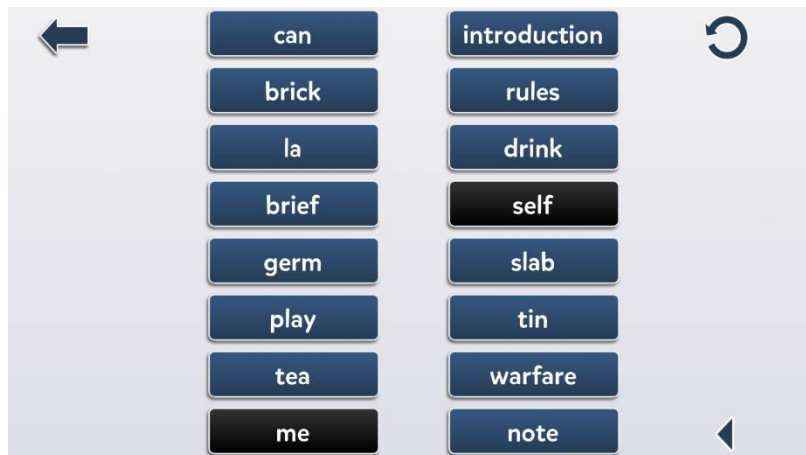 can introduction
brick rules
la drink
brief self
germ slab
play tin
tea warfare
me note